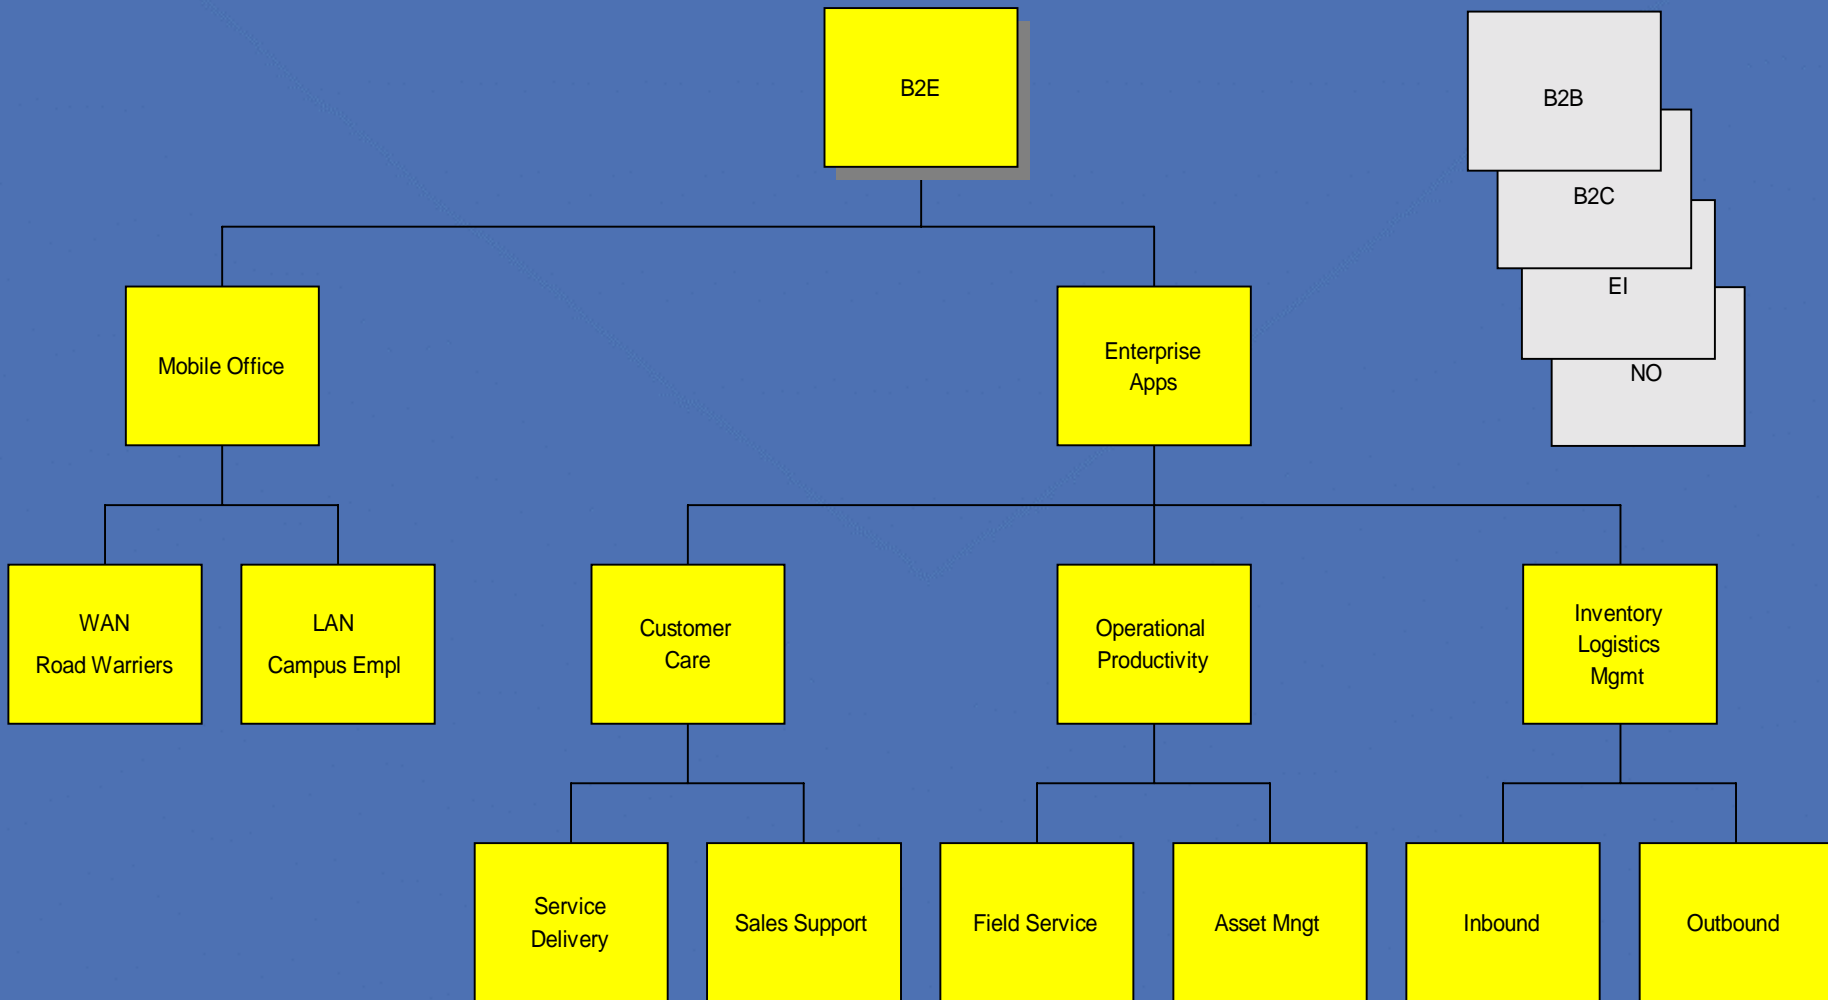 B2E
B2B
B2C
EI
NO
Mobile Office
Enterprise
Apps
WAN
Road Warriers
LAN
Campus Empl
Customer
Care
Operational
Productivity
Inventory
Logistics
Mgmt
Service
Delivery
Sales Support
Field Service
Asset Mngt
Inbound
Outbound